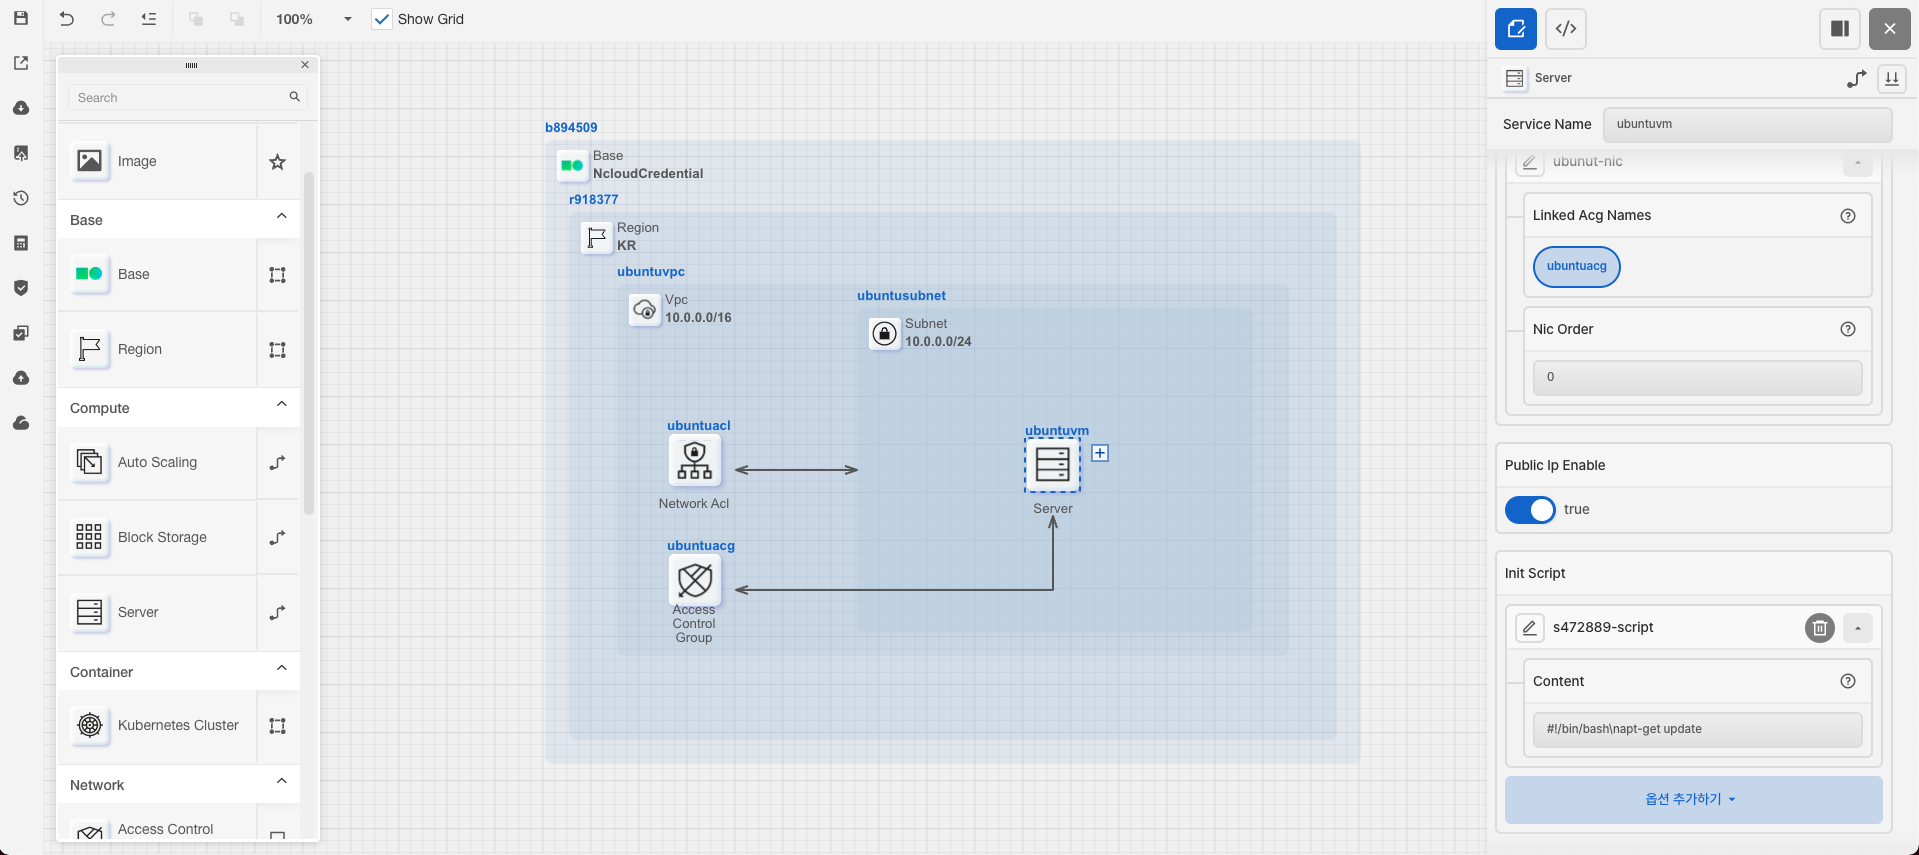 100%
Show Grid
Search
Image
Base
Base
Region
Compute
Auto Scaling
Block Storage
Server
Container
Kubernetes Cluster
Network
Access Control
b894509
Base
NcloudCredential
r918377
Region
KR
ubuntuvpc
Vpc
10.0.0.0/16
ubuntusubnet
Subnet
10.0.0.0/24
ubuntuacl
Network Acl
ubuntuvm
Server
ubuntuacg
Access
Control
Group
Server
Service Name
ubuntuvm
ubunut-nic
Linked Acg Names
ubuntuacg
Nic Order
0
Public Ip Enable
true
Init Script
s472889-script
Content
#!/bin/bash\napt-get update
옵션 추가하기